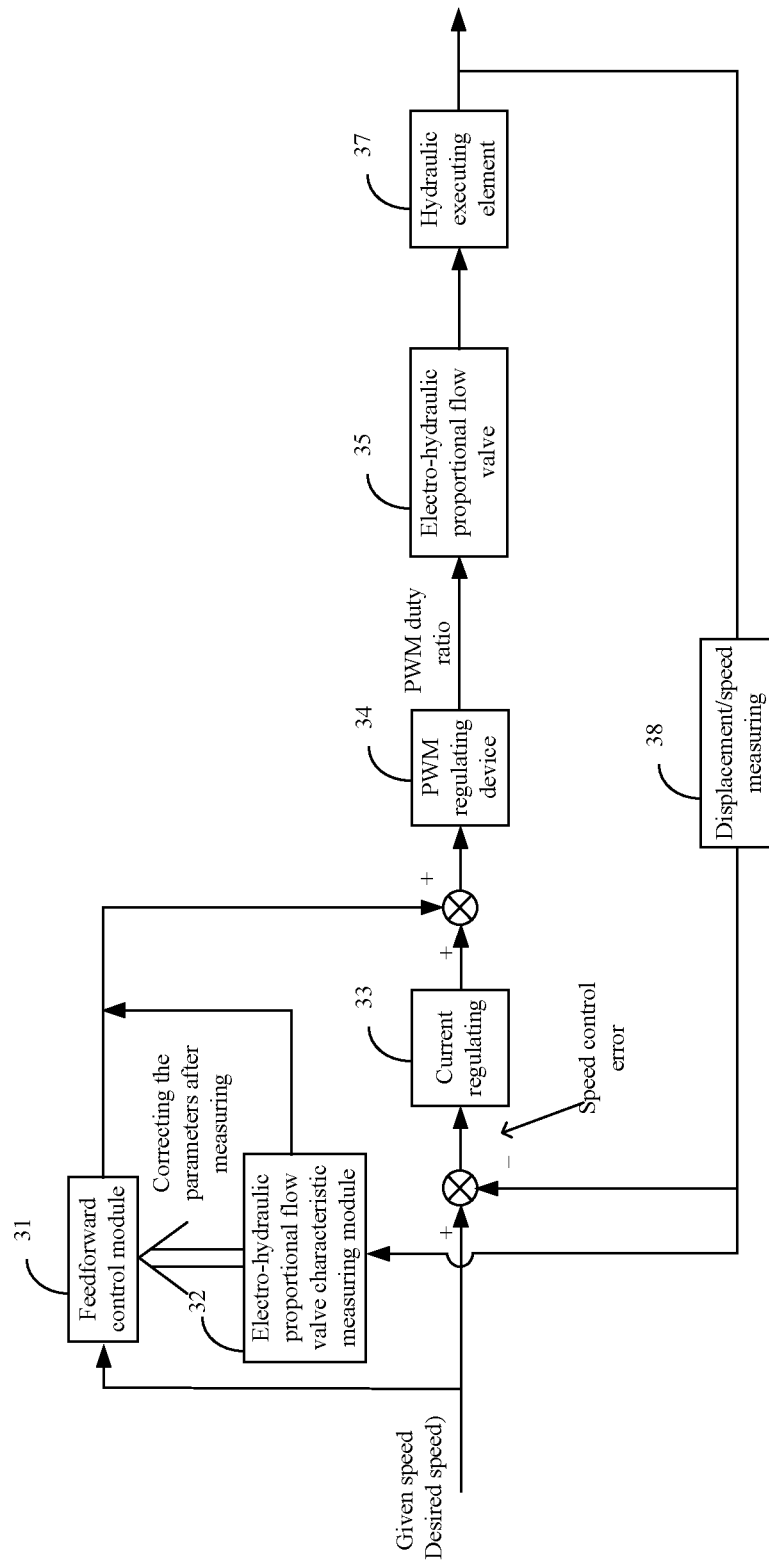 31
Feedforward
control module
Correcting the
parameters after
measuring
32
Electro-hydraulic
proportional flow
valve characteristic
measuring module
Given speed
Desired speed)
+
−
Speed control
error
33
Current
regulating
+
+
34
PWM
regulating
device
PWM duty
ratio
35
Electro-hydraulic
proportional flow
valve
37
Hydraulic
executing
element
38
Displacement/speed
measuring